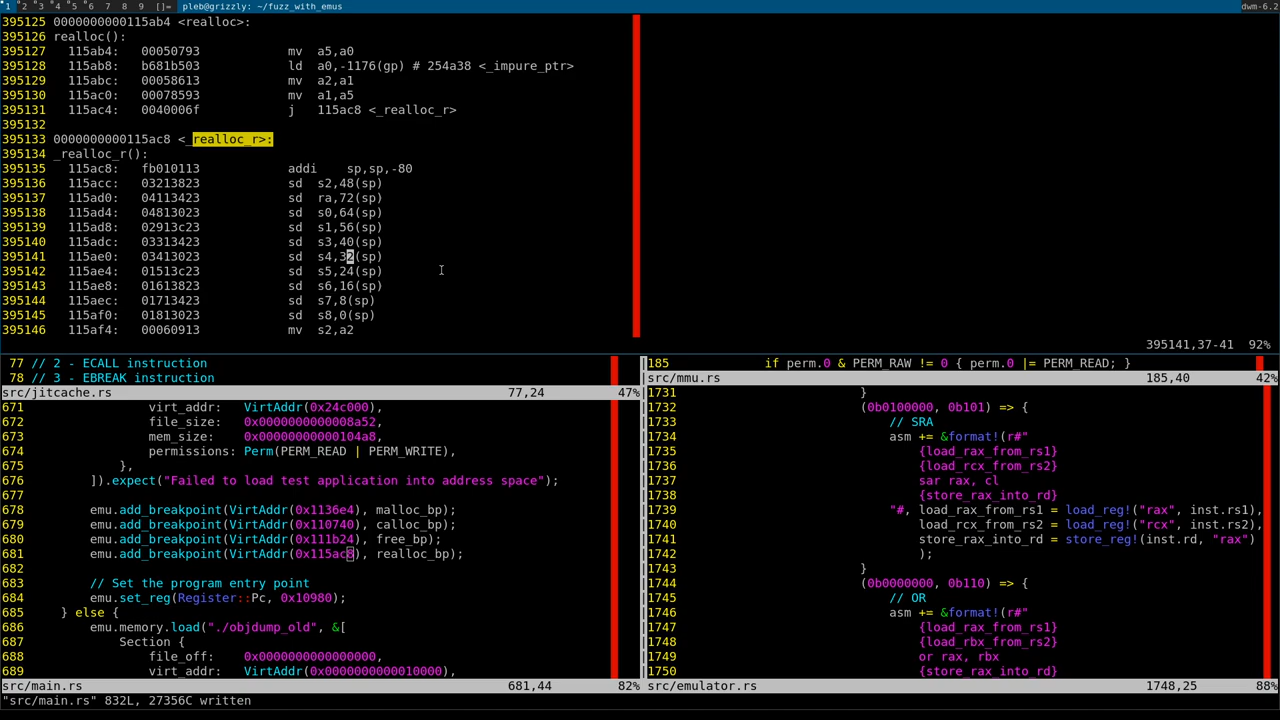 1 2 3 4 5 6 7 8 9 []= pleb@grizzly: ~/fuzz_with_emus dwm-6.2
395125 0000000000115ab4 <realloc>:
395126 realloc():
395127 115ab4: 00050793 mv a5,a0
395128 115ab8: b681b503 ld a0,-1176(gp) # 254a38 <_impure_ptr>
395129 115abc: 00058613 mv a2,a1
395130 115ac0: 00078593 mv a1,a5
395131 115ac4: 0040006f j 115ac8 <_realloc_r>
395132
395133 0000000000115ac8 <_realloc_r>:
395134 _realloc_r():
395135 115ac8: fb010113 addi sp,sp,-80
395136 115acc: 03213823 sd s2,48(sp)
395137 115ad0: 04113423 sd ra,72(sp)
395138 115ad4: 04813023 sd s0,64(sp)
395139 115ad8: 02913c23 sd s1,56(sp)
395140 115adc: 03313423 sd s3,40(sp)
395141 115ae0: 03413023 sd s4,32(sp)
395142 115ae4: 01513c23 sd s5,24(sp)
395143 115ae8: 01613823 sd s6,16(sp)
395144 115aec: 01713423 sd s7,8(sp)
395145 115af0: 01813023 sd s8,0(sp)
395146 115af4: 00060913 mv s2,a2
395141,37-41 92%
77 // 2 - ECALL instruction
78 // 3 - EBREAK instruction
src/jitcache.rs 77,24 47%
185 if perm.0 & PERM_RAW != 0 { perm.0 |= PERM_READ; }
src/mmu.rs 185,40 42%
671 virt_addr: VirtAddr(0x24c000),
672 file_size: 0x0000000000008a52,
673 mem_size: 0x00000000000104a8,
674 permissions: Perm(PERM_READ | PERM_WRITE),
675 },
676 ]).expect("Failed to load test application into address space");
677
678 emu.add_breakpoint(VirtAddr(0x1136e4), malloc_bp);
679 emu.add_breakpoint(VirtAddr(0x110740), calloc_bp);
680 emu.add_breakpoint(VirtAddr(0x111b24), free_bp);
681 emu.add_breakpoint(VirtAddr(0x115ac8), realloc_bp);
682
683 // Set the program entry point
684 emu.set_reg(Register::Pc, 0x10980);
685 } else {
686 emu.memory.load("./objdump_old", &[
687 Section {
688 file_off: 0x0000000000000000,
689 virt_addr: VirtAddr(0x0000000000010000),
src/main.rs 681,44 82%
1731 }
1732 (0b0100000, 0b101) => {
1733 // SRA
1734 asm += &format!(r#"
1735 {load_rax_from_rs1}
1736 {load_rcx_from_rs2}
1737 sar rax, cl
1738 {store_rax_into_rd}
1739 "#, load_rax_from_rs1 = load_reg!("rax", inst.rs1),
1740 load_rcx_from_rs2 = load_reg!("rcx", inst.rs2),
1741 store_rax_into_rd = store_reg!(inst.rd, "rax")
1742 );
1743 }
1744 (0b0000000, 0b110) => {
1745 // OR
1746 asm += &format!(r#"
1747 {load_rax_from_rs1}
1748 {load_rbx_from_rs2}
1749 or rax, rbx
1750 {store_rax_into_rd}
src/emulator.rs 1748,25 88%
"src/main.rs" 832L, 27356C written